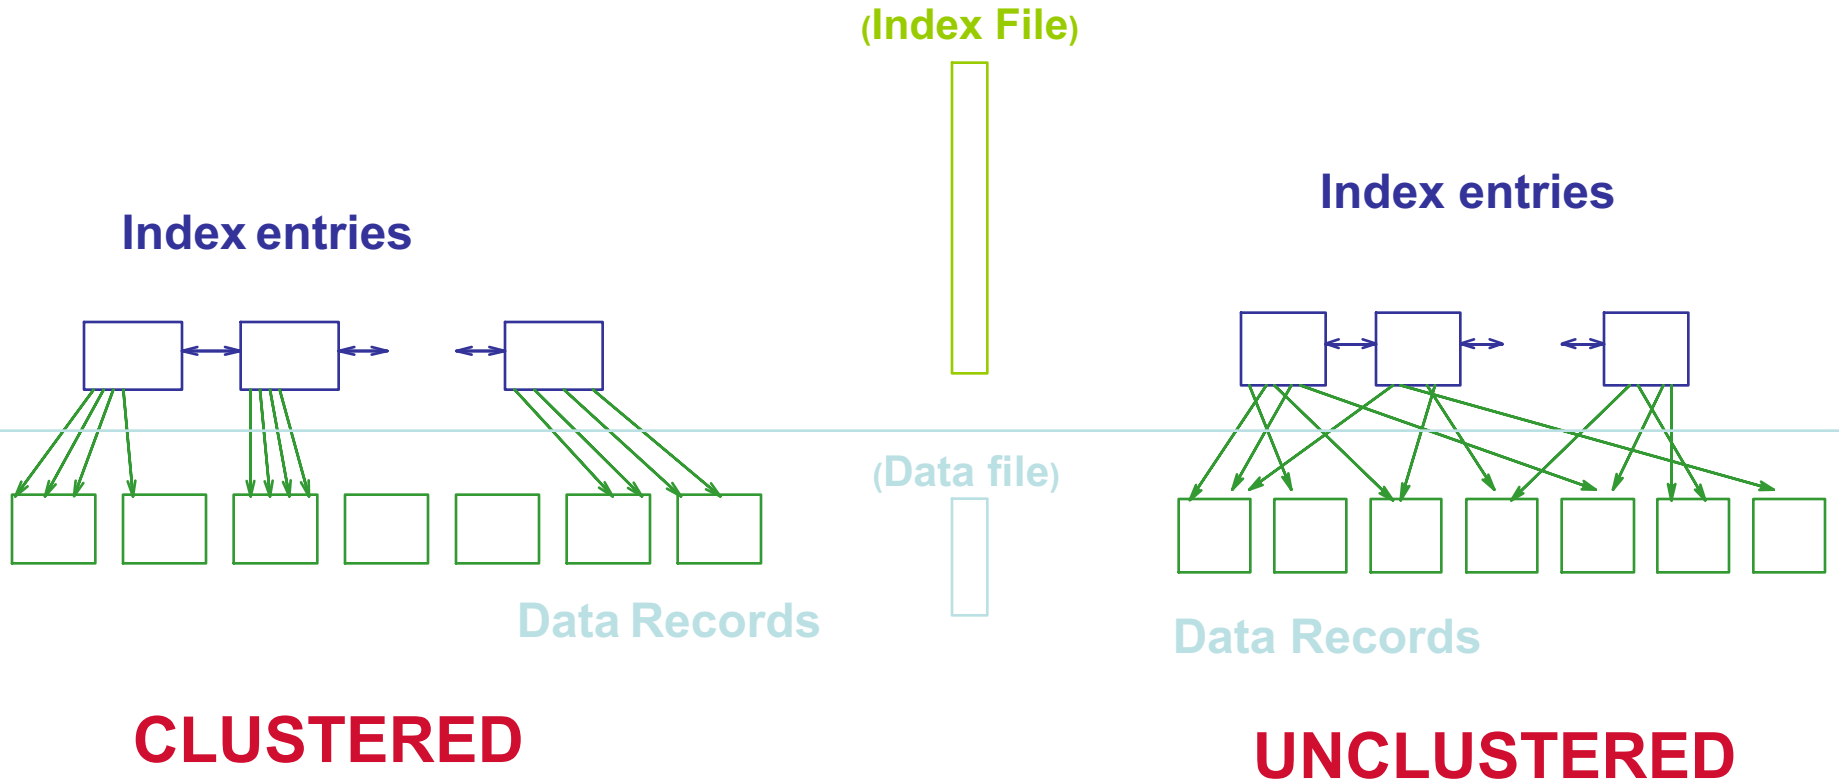 (Index File)
Index entries
Index entries
(Data file)
Data Records
Data Records
CLUSTERED
UNCLUSTERED